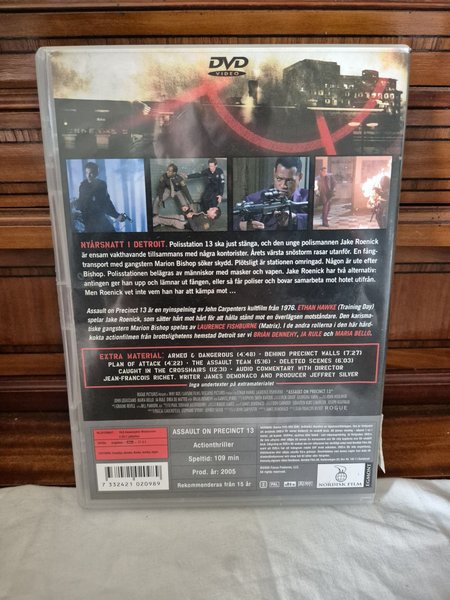 DVD
VIDEO
NYÅRSNATT I DETROIT. Polisstation 13 ska just stänga, och den unge polismannen Jake Roenick
är ensam vakthavande tillsammans med några kontorister. Årets värsta snöstorm rasar utanför. En fång-
transport med gangstern Marion Bishop söker skydd. Plötsligt är stationen omringad. Någon är ute efter
Bishop. Polisstationen belägras av människor med masker och vapen. Jake Roenick har två alternativ:
antingen ger han upp och lämnar ut fången, eller så får poliser och bovar samarbeta mot hotet utifrån.
Men Roenick vet inte vem han har att kämpa mot ...
Assault on Precinct 13 är en nyinspelning av John Carpenters kultfilm från 1976. ETHAN HAWKE (Training Day)
spelar Jake Roenick, som sätter hårt mot hårt för att hålla stånd mot en överlägsen motståndare. Den karisma-
tiske gangstern Marion Bishop spelas av LAURENCE FISHBURNE (Matrix). I de andra rollerna i den här hård-
kokta actionfilmen från brottslighetens hemstad Detroit ser vi BRIAN DENNEHY, JA RULE och MARIA BELLO.
EXTRA MATERIAL: ARMED & DANGEROUS (4:48) · BEHIND PRECINCT WALLS (7:27)
PLAN OF ATTACK (4:22) · THE ASSAULT TEAM (5:16) · DELETED SCENES (6:03)
CAUGHT IN THE CROSSHAIRS (12:31) · AUDIO COMMENTARY WITH DIRECTOR
JEAN-FRANCOIS RICHET, WRITER JAMES DEMONACO AND PRODUCER JEFFREY SILVER
Inga undertexter på extramaterialet
ROGUE
ASSAULT ON PRECINCT 13
Actionthriller
Speltid: 109 min
Prod. år: 2005
Rekommenderas från 15 år
7 332421 020989
NORDISK FILM
EGMONT